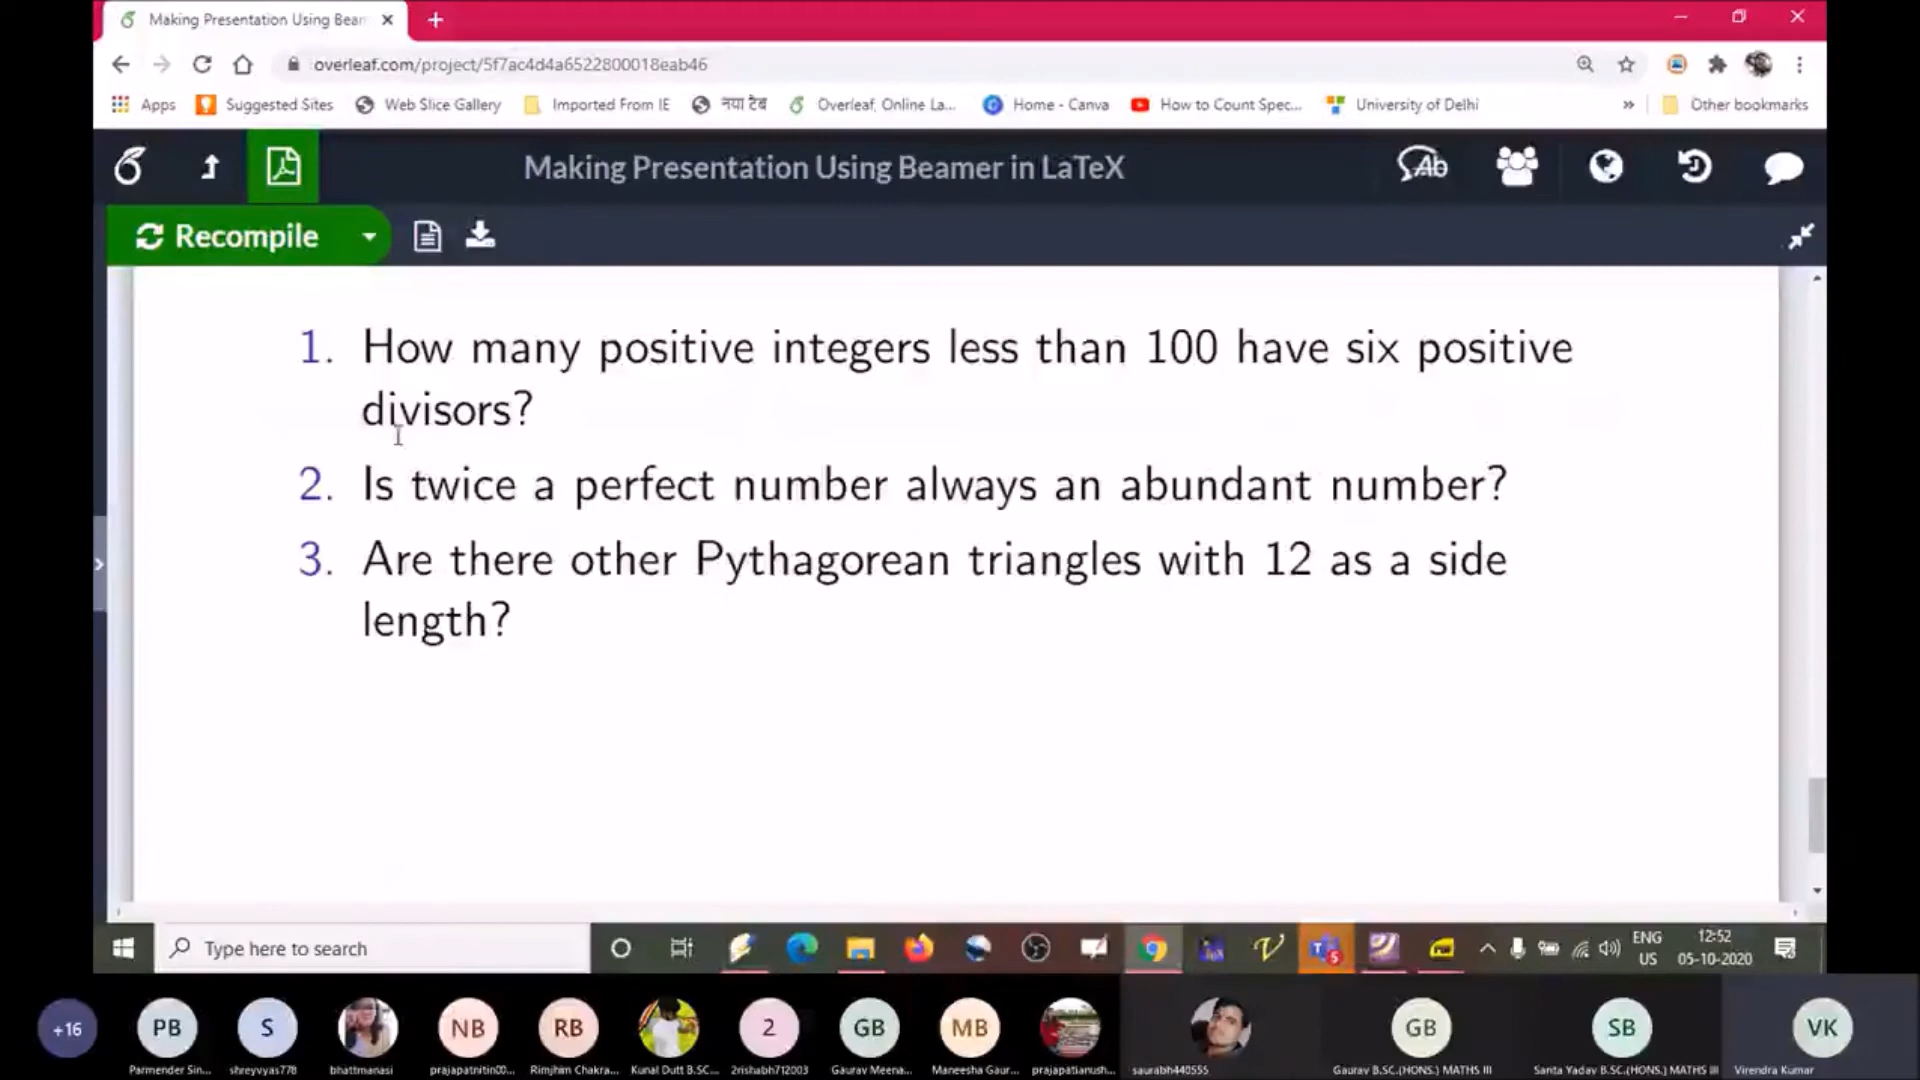 Making Presentation Using Bear
overleaf.com/project/5f7ac4d4a6522800018eab46
Apps Suggested Sites Web Slice Gallery Imported From IE नया टैब Overleaf, Online La... Home - Canva How to Count Spec... University of Delhi » Other bookmarks
Ab
Making Presentation Using Beamer in LaTeX
Recompile
1. How many positive integers less than 100 have six positive
divisors?
2. Is twice a perfect number always an abundant number?
3. Are there other Pythagorean triangles with 12 as a side
length?
Type here to search
5
ENG
US
12:52
05-10-2020
+16 PB S NB RB 2 GB MB GB SB VK
Parmender Sin... shreyvyas778 bhattmanasi prajapatnitin00... Rimjhim Chakra... Kunal Dutt B.SC... 2rishabh712003 Gaurav Meena... Maneesha Gaur... prajapatianush... saurabh440555 Gaurav B.SC.(HONS.) MATHS III Santa Yadav B.SC.(HONS.) MATHS III Virendra Kumar